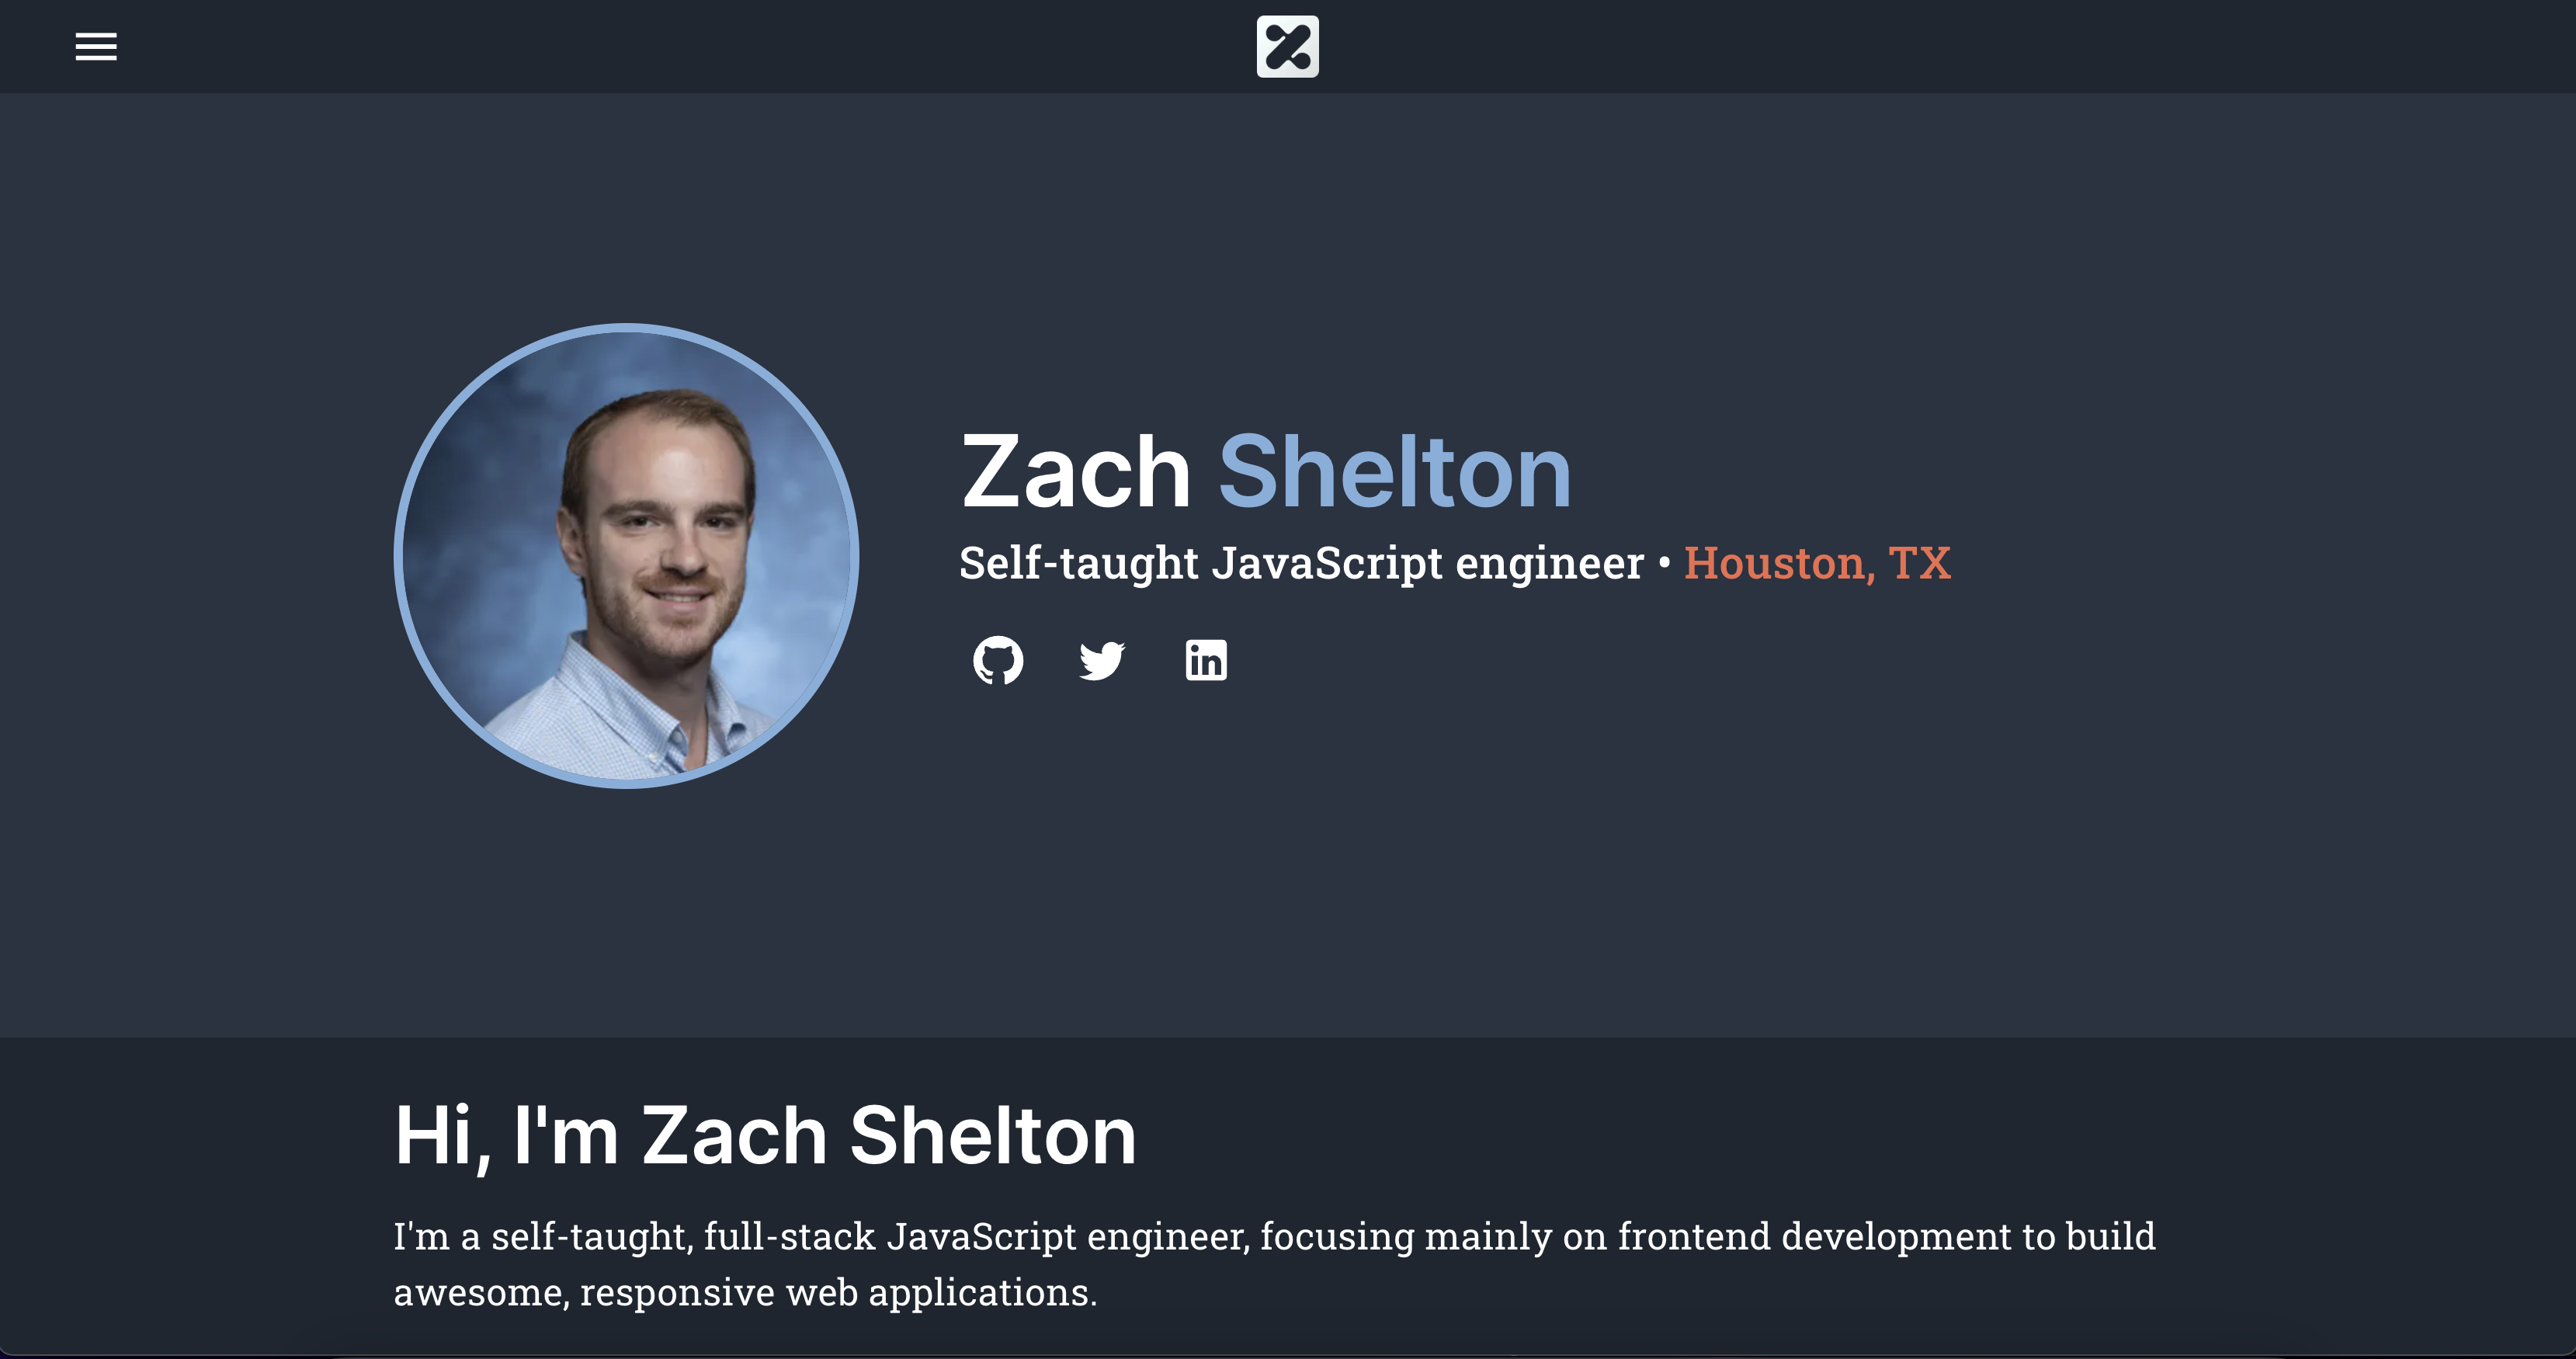 Zach Shelton
Self-taught JavaScript engineer • Houston, TX
in
Hi, I'm Zach Shelton
I'm a self-taught, full-stack JavaScript engineer, focusing mainly on frontend development to build
awesome, responsive web applications.